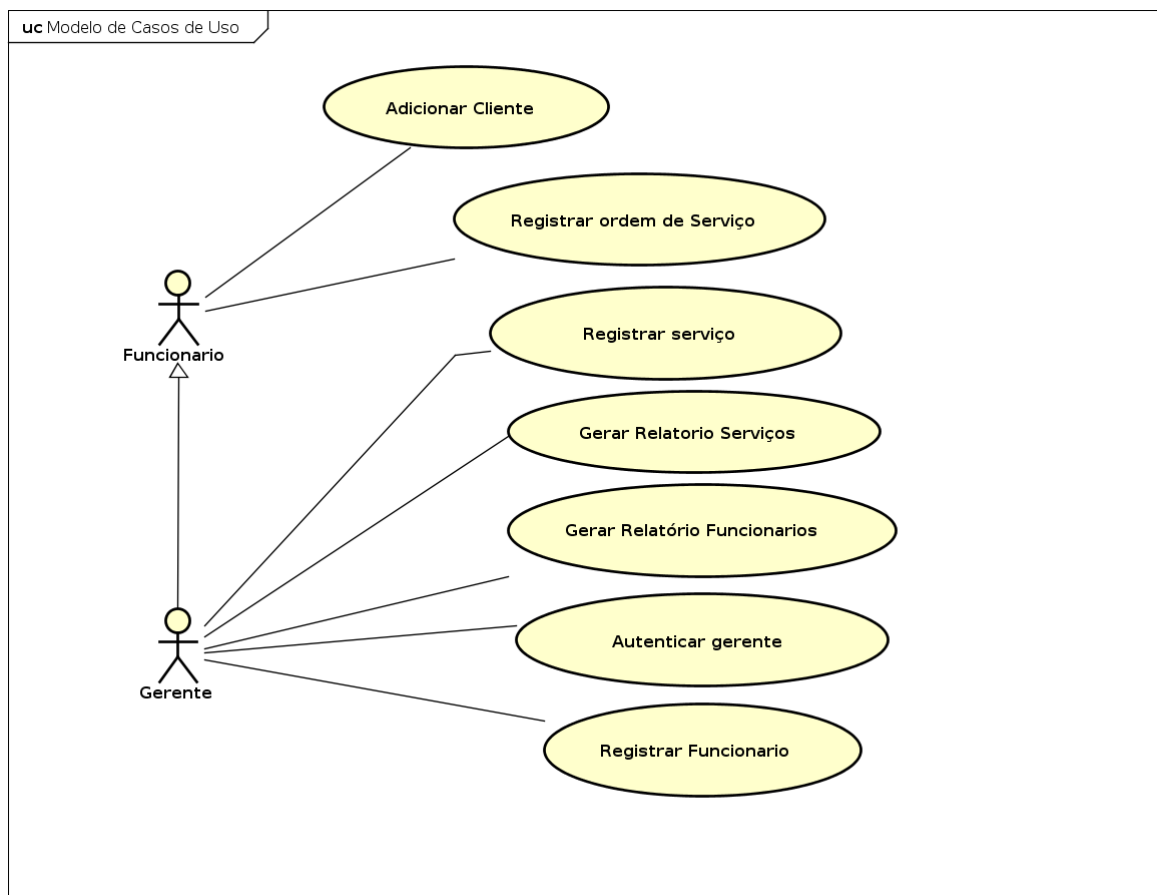 uc Modelo de Casos de Uso
Adicionar Cliente
Registrar ordem de Serviço
Registrar serviço
Funcionario
Gerar Relatorio Serviços
Gerar Relatório Funcionarios
Autenticar gerente
Gerente
Registrar Funcionario